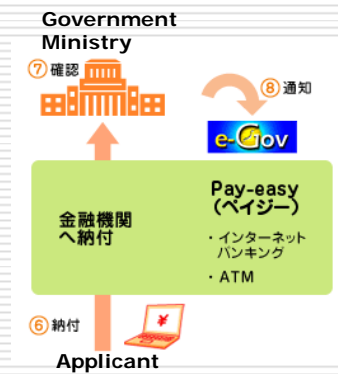 Government
Ministry
⑦ 確認
⑧ 通知
e-Gov
金融機関
へ納付
Pay-easy
（ペイジー）
・インターネット
バンキング
・ATM
⑥ 納付
¥
Applicant